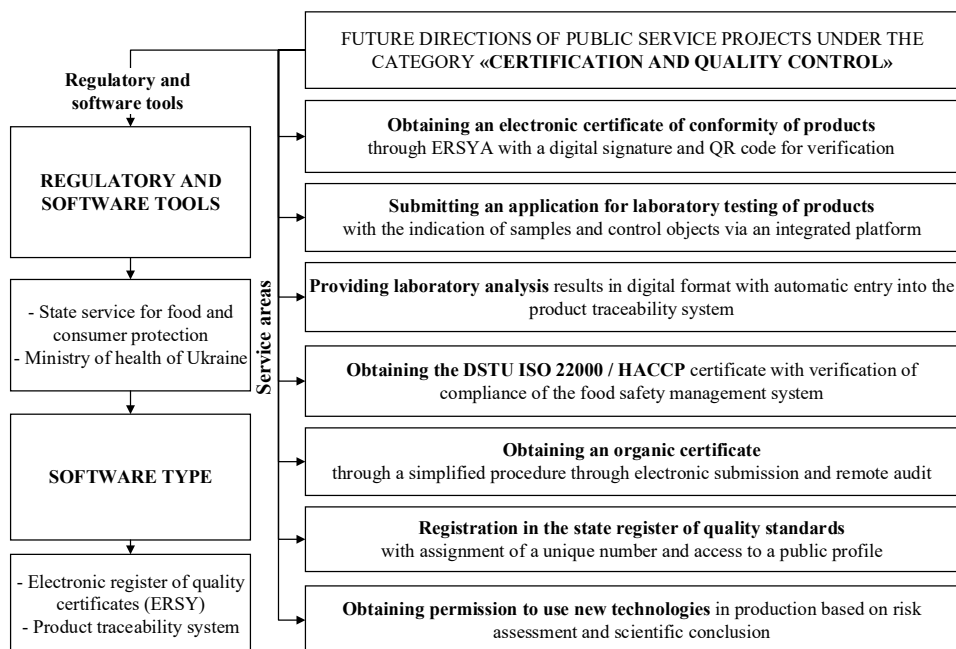 FUTURE DIRECTIONS OF PUBLIC SERVICE PROJECTS UNDER THE
CATEGORY «CERTIFICATION AND QUALITY CONTROL»
Regulatory and
software tools
REGULATORY AND
SOFTWARE TOOLS
- State service for food and
consumer protection
- Ministry of health of Ukraine
SOFTWARE TYPE
- Electronic register of quality
certificates (ERSY)
- Product traceability system
Service areas
Obtaining an electronic certificate of conformity of products
through ERSYA with a digital signature and QR code for verification
Submitting an application for laboratory testing of products
with the indication of samples and control objects via an integrated platform
Providing laboratory analysis results in digital format with automatic entry into the
product traceability system
Obtaining the DSTU ISO 22000 / HACCP certificate with verification of
compliance of the food safety management system
Obtaining an organic certificate
through a simplified procedure through electronic submission and remote audit
Registration in the state register of quality standards
with assignment of a unique number and access to a public profile
Obtaining permission to use new technologies in production based on risk
assessment and scientific conclusion